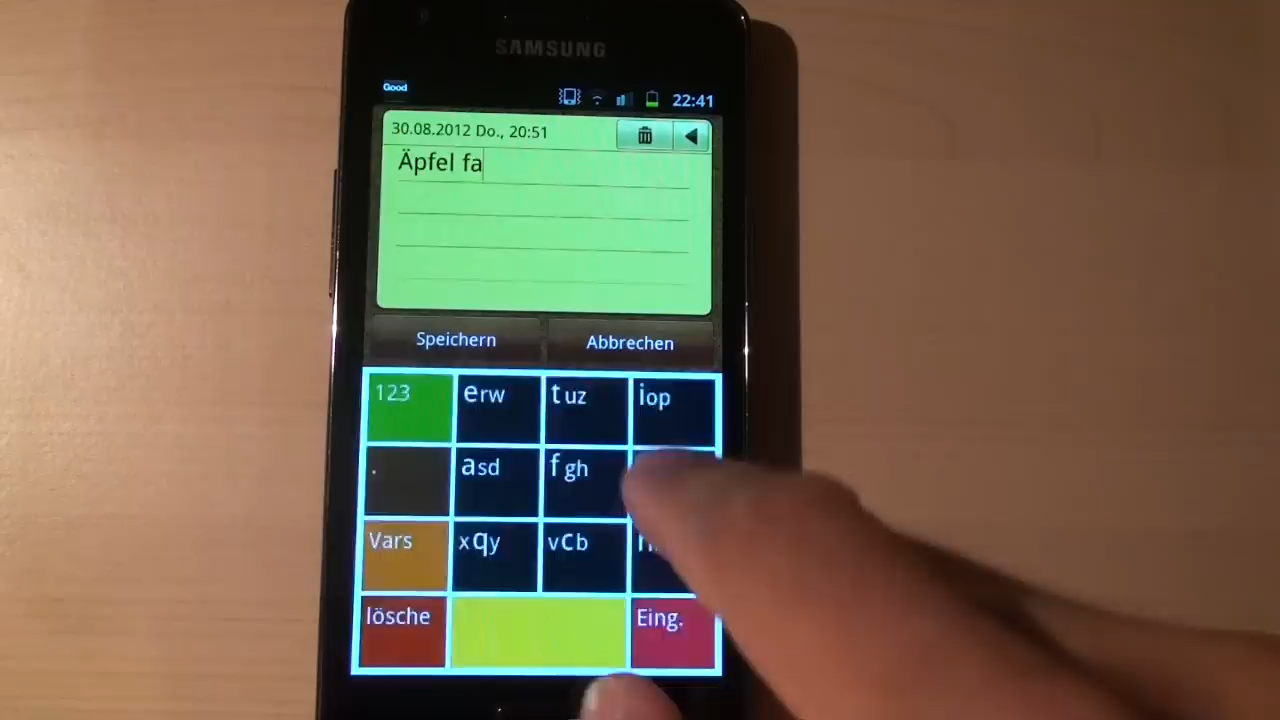 SAMSUNG
Good
22:41
30.08.2012 Do., 20:51
Äpfel fa
Speichern Abbrechen
123 erw tuz iop
. asd fgh
Vars xqy vcb
lösche Eing.